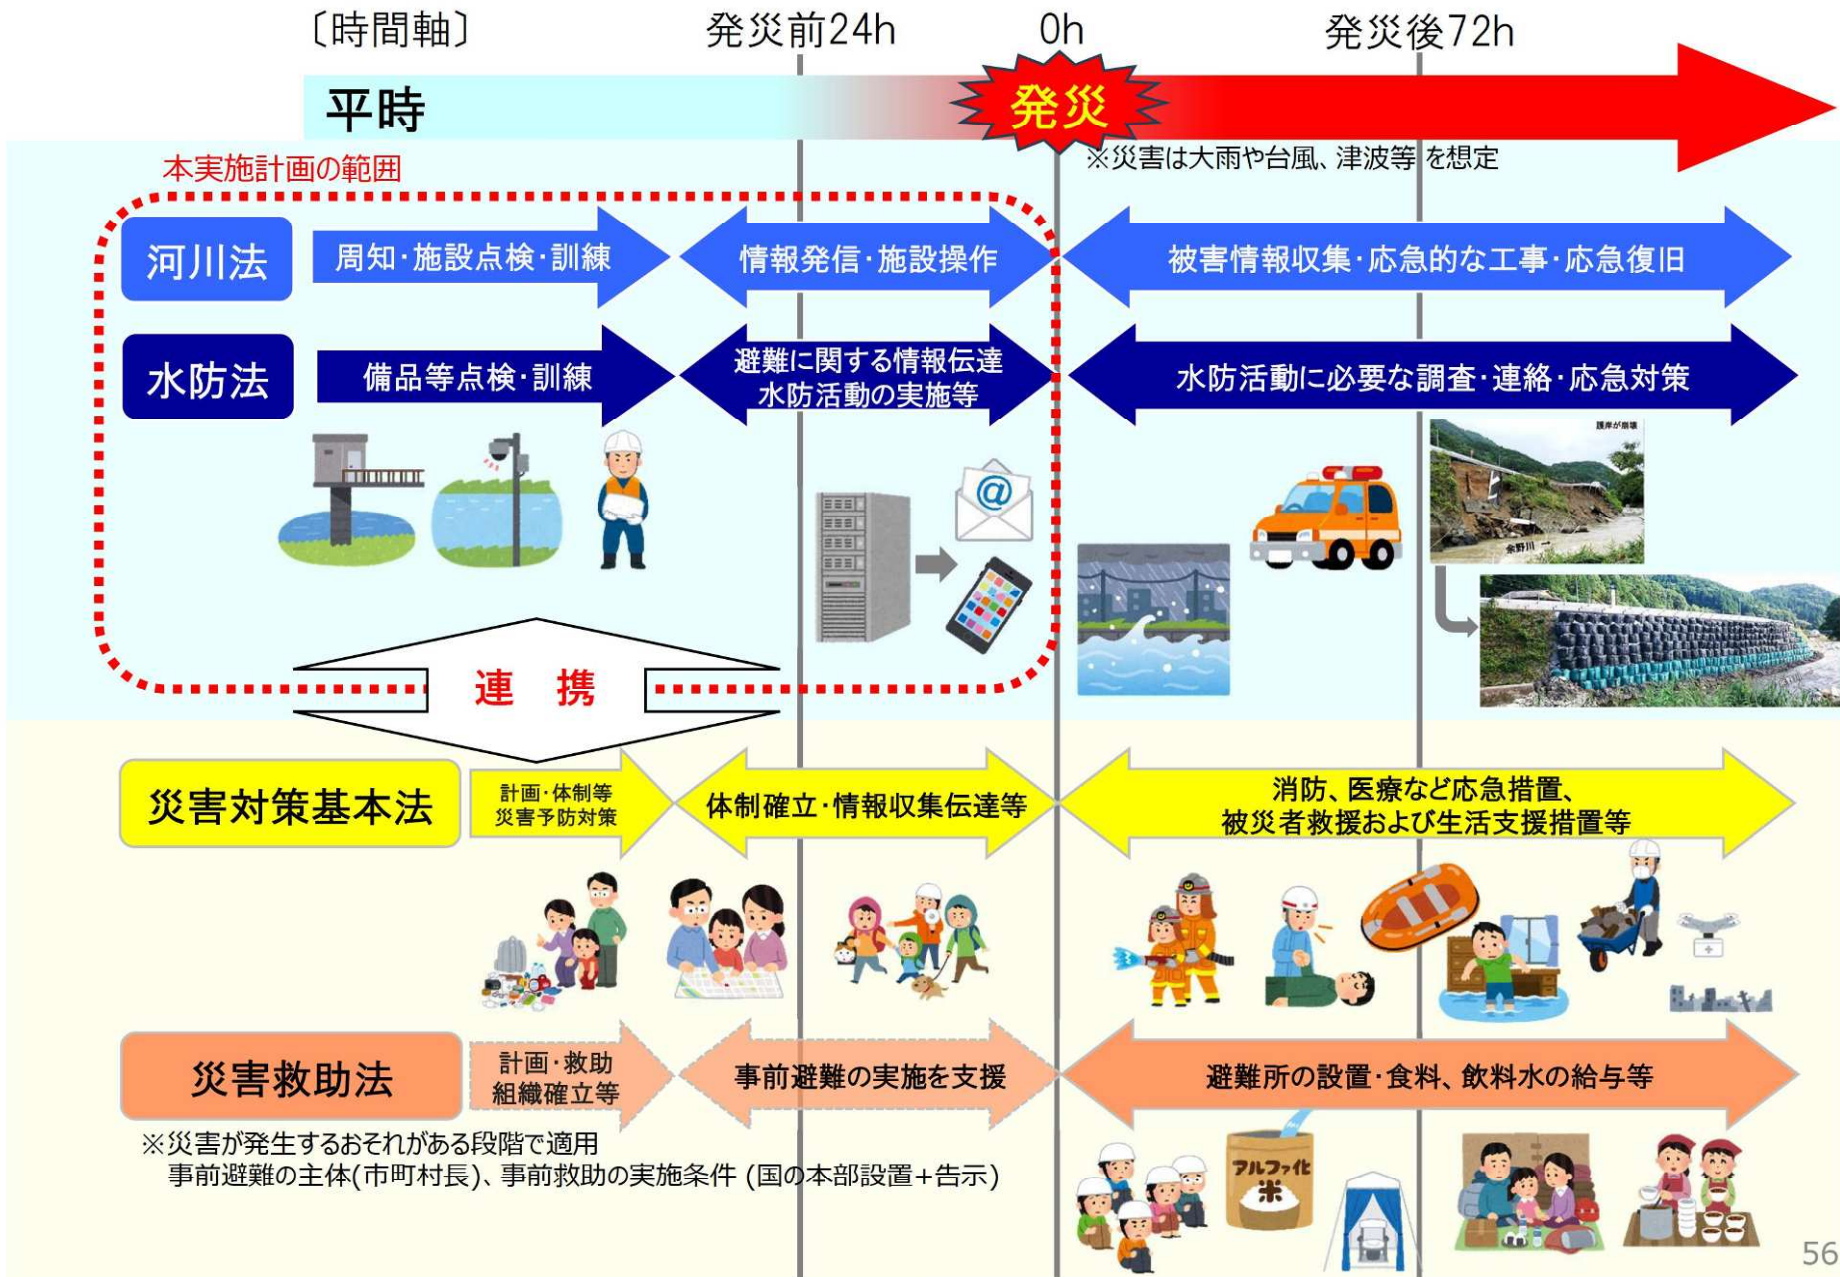 〔時間軸〕
発災前24h
0h
発災後72h
平時
発災
※災害は大雨や台風、津波等 を想定
本実施計画の範囲
河川法
周知・施設点検・訓練
情報発信・施設操作
被害情報収集・応急的な工事・応急復旧
水防法
備品等点検・訓練
避難に関する情報伝達
水防活動の実施等
水防活動に必要な調査・連絡・応急対策
護岸が崩壊
余野川 →
@
連 携
災害対策基本法
計画・体制等
災害予防対策
体制確立・情報収集伝達等
消防、医療など応急措置、
被災者救援および生活支援措置等
災害救助法
計画・救助
組織確立等
事前避難の実施を支援
避難所の設置・食料、飲料水の給与等
※災害が発生するおそれがある段階で適用
事前避難の主体(市町村長)、事前救助の実施条件 (国の本部設置+告示)
アルファ化
米
56